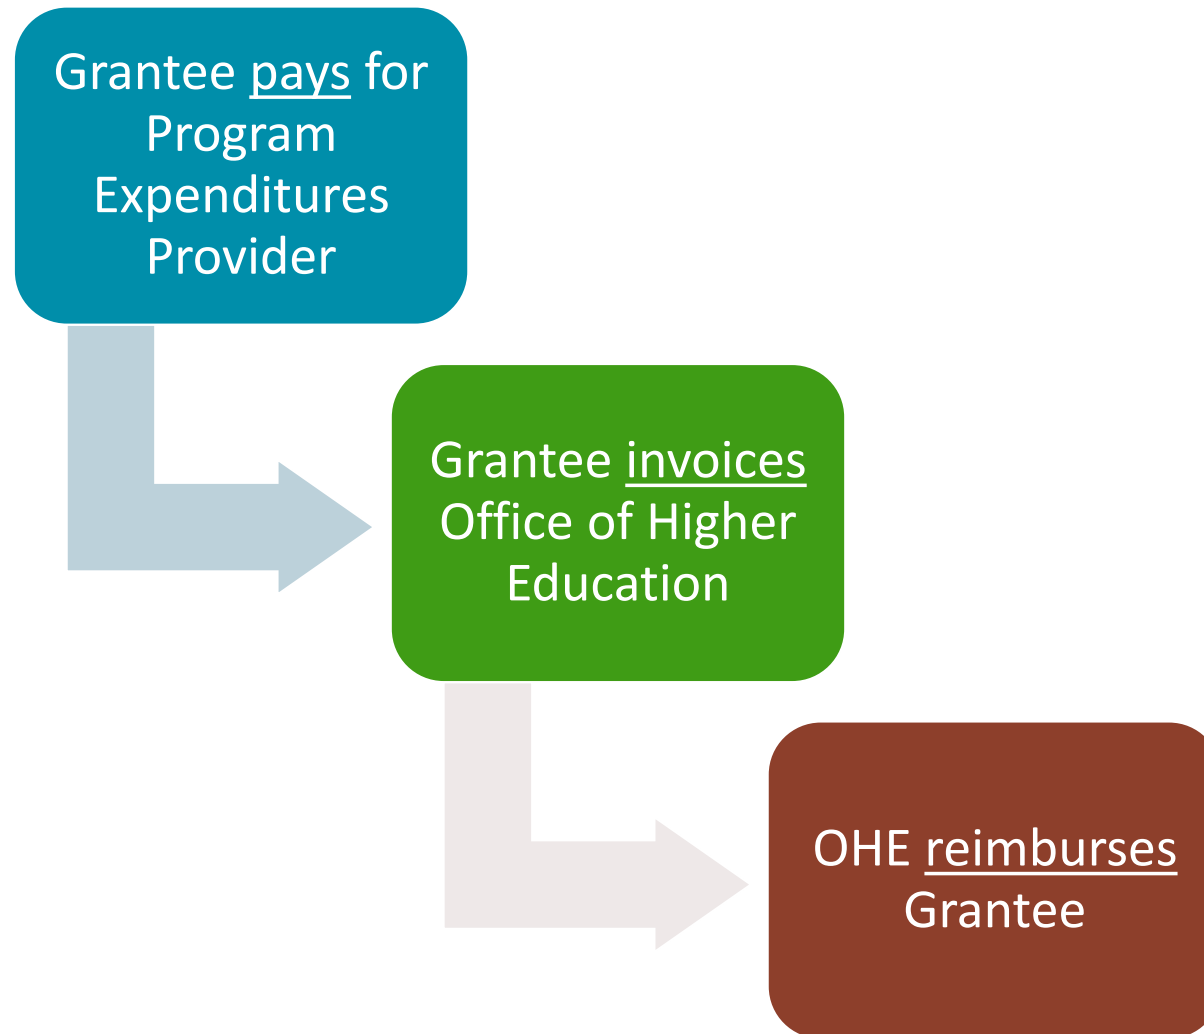 Grantee pays for
Program
Expenditures
Provider
Grantee invoices
Office of Higher
Education
OHE reimburses
Grantee